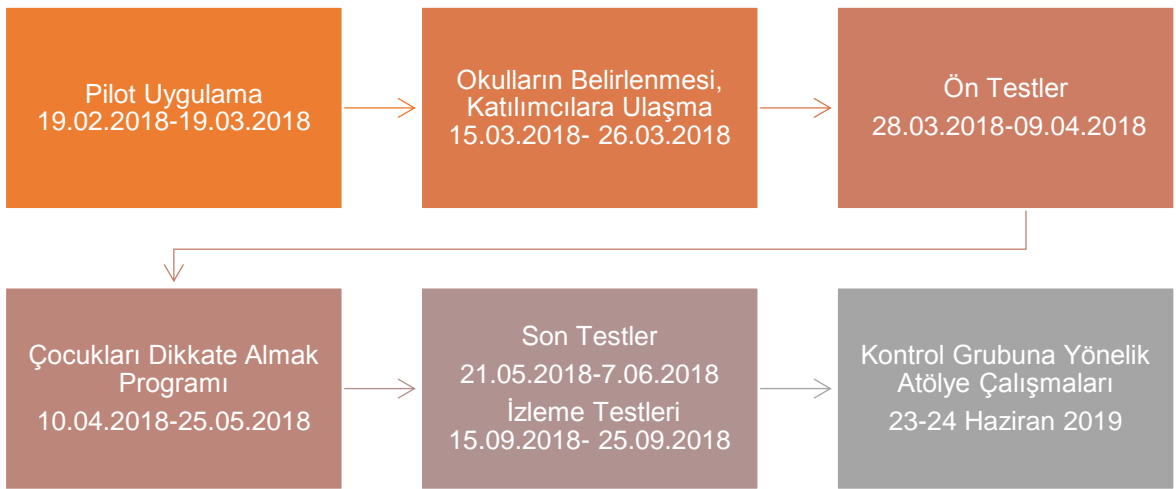 Pilot Uygulama
19.02.2018-19.03.2018
Okulların Belirlenmesi,
Katılımcılara Ulaşma
15.03.2018- 26.03.2018
Ön Testler
28.03.2018-09.04.2018
Çocukları Dikkate Almak
Programı
10.04.2018-25.05.2018
Son Testler
21.05.2018-7.06.2018
İzleme Testleri
15.09.2018- 25.09.2018
Kontrol Grubuna Yönelik
Atölye Çalışmaları
23-24 Haziran 2019